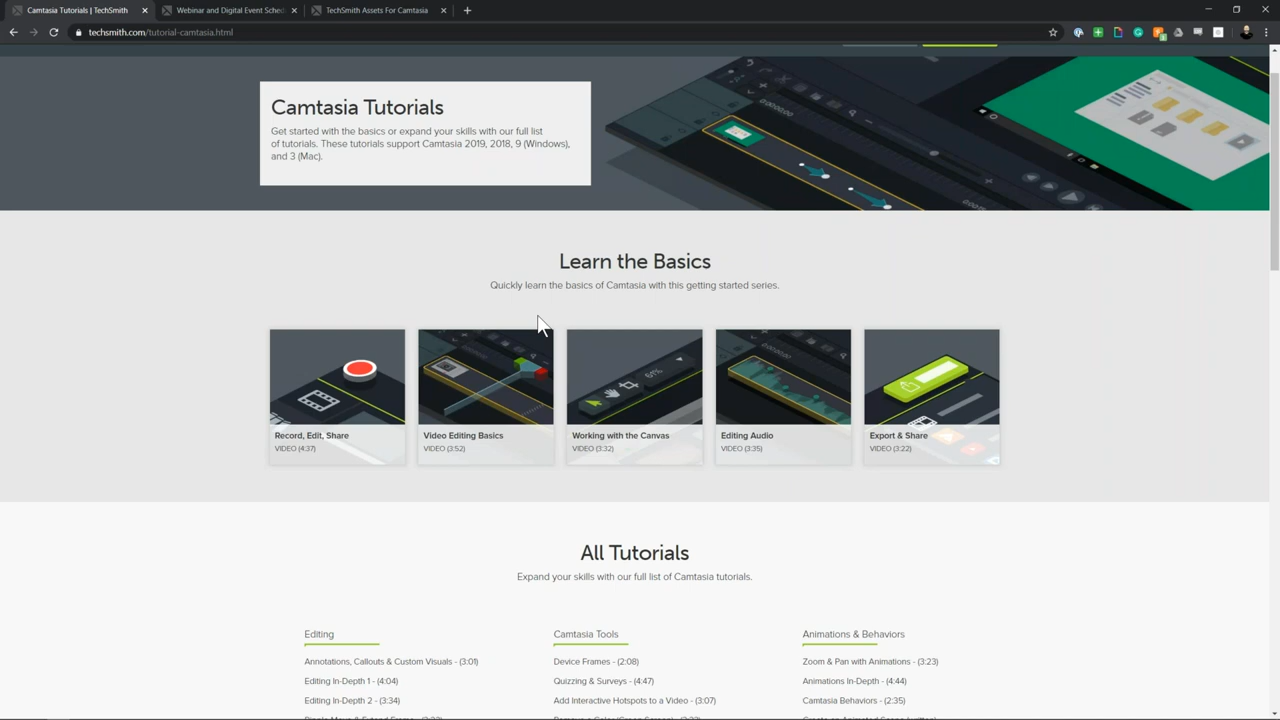 Camtasia Tutorials | TechSmith
Webinar and Digital Event Sched
TechSmith Assets For Camtasia
techsmith.com/tutorial-camtasia.html
Camtasia Tutorials
Get started with the basics or expand your skills with our full list
of tutorials. These tutorials support Camtasia 2019, 2018, 9 (Windows),
and 3 (Mac).
Learn the Basics
Quickly learn the basics of Camtasia with this getting started series.
Record, Edit, Share
VIDEO (4:37)
Video Editing Basics
VIDEO (3:52)
Working with the Canvas
VIDEO (3:32)
Editing Audio
VIDEO (3:35)
Export & Share
VIDEO (3:22)
All Tutorials
Expand your skills with our full list of Camtasia tutorials.
Editing
Annotations, Callouts & Custom Visuals - (3:01)
Editing In-Depth 1 - (4:04)
Editing In-Depth 2 - (3:34)
Camtasia Tools
Device Frames - (2:08)
Quizzing & Surveys - (4:47)
Add Interactive Hotspots to a Video - (3:07)
Animations & Behaviors
Zoom & Pan with Animations - (3:23)
Animations In-Depth - (4:44)
Camtasia Behaviors - (2:35)